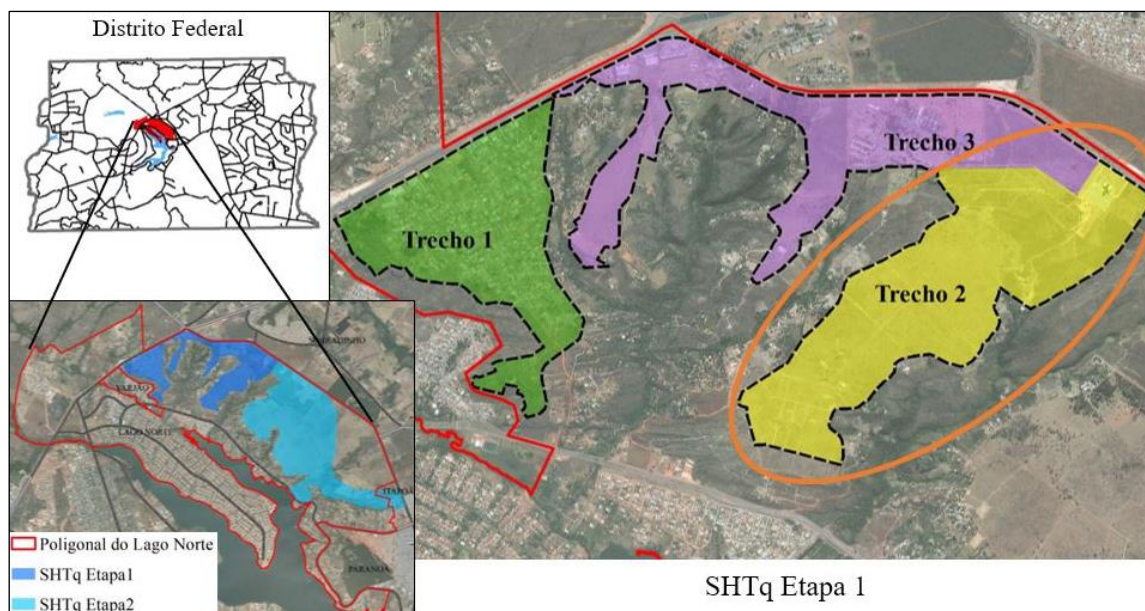 Distrito Federal
Trecho 1
Trecho 3
Trecho 2
SOBRADINHO
VARJÃO
LAGO NORTE
ITAPOÃ
PARANOÁ
Poligonal do Lago Norte
SHTq Etapa1
SHTq Etapa2
SHTq Etapa 1